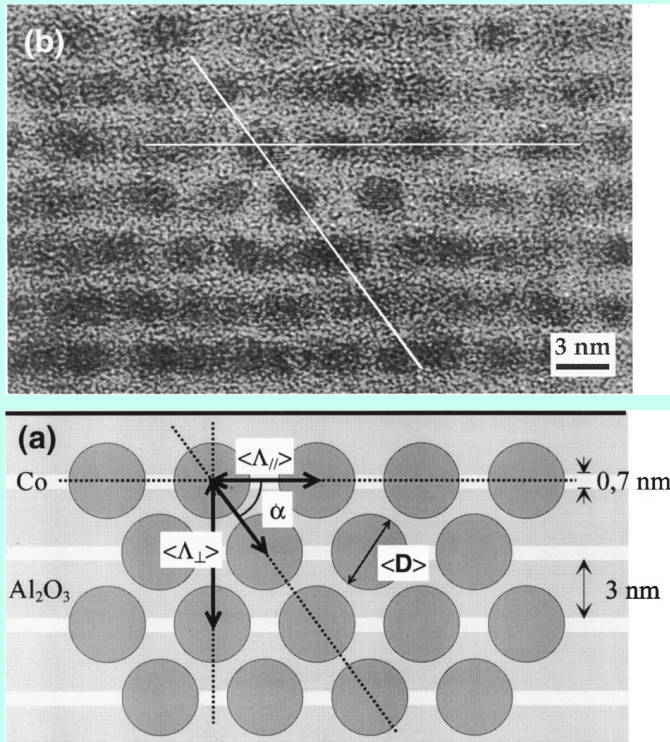 (b)
3 nm
(a)
<Λ//>
Co
0,7 nm
α
<Λ⊥>
<D>
Al₂O₃
3 nm